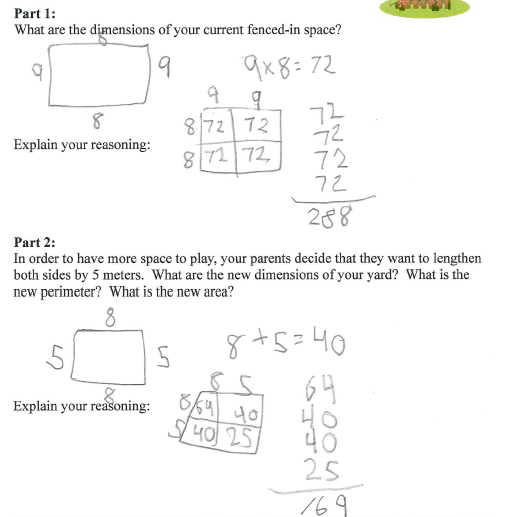 Part 1:
What are the dimensions of your current fenced-in space?
8
9 9 9x8=72
8
9 9
8 72 72
8 72 72
72
72
72
72
288
Explain your reasoning:
Part 2:
In order to have more space to play, your parents decide that they want to lengthen
both sides by 5 meters. What are the new dimensions of your yard? What is the
new perimeter? What is the new area?
8
5 5 8+5=40
8
8 5
8 64 40
5 40 25
64
40
40
25
169
Explain your reasoning: